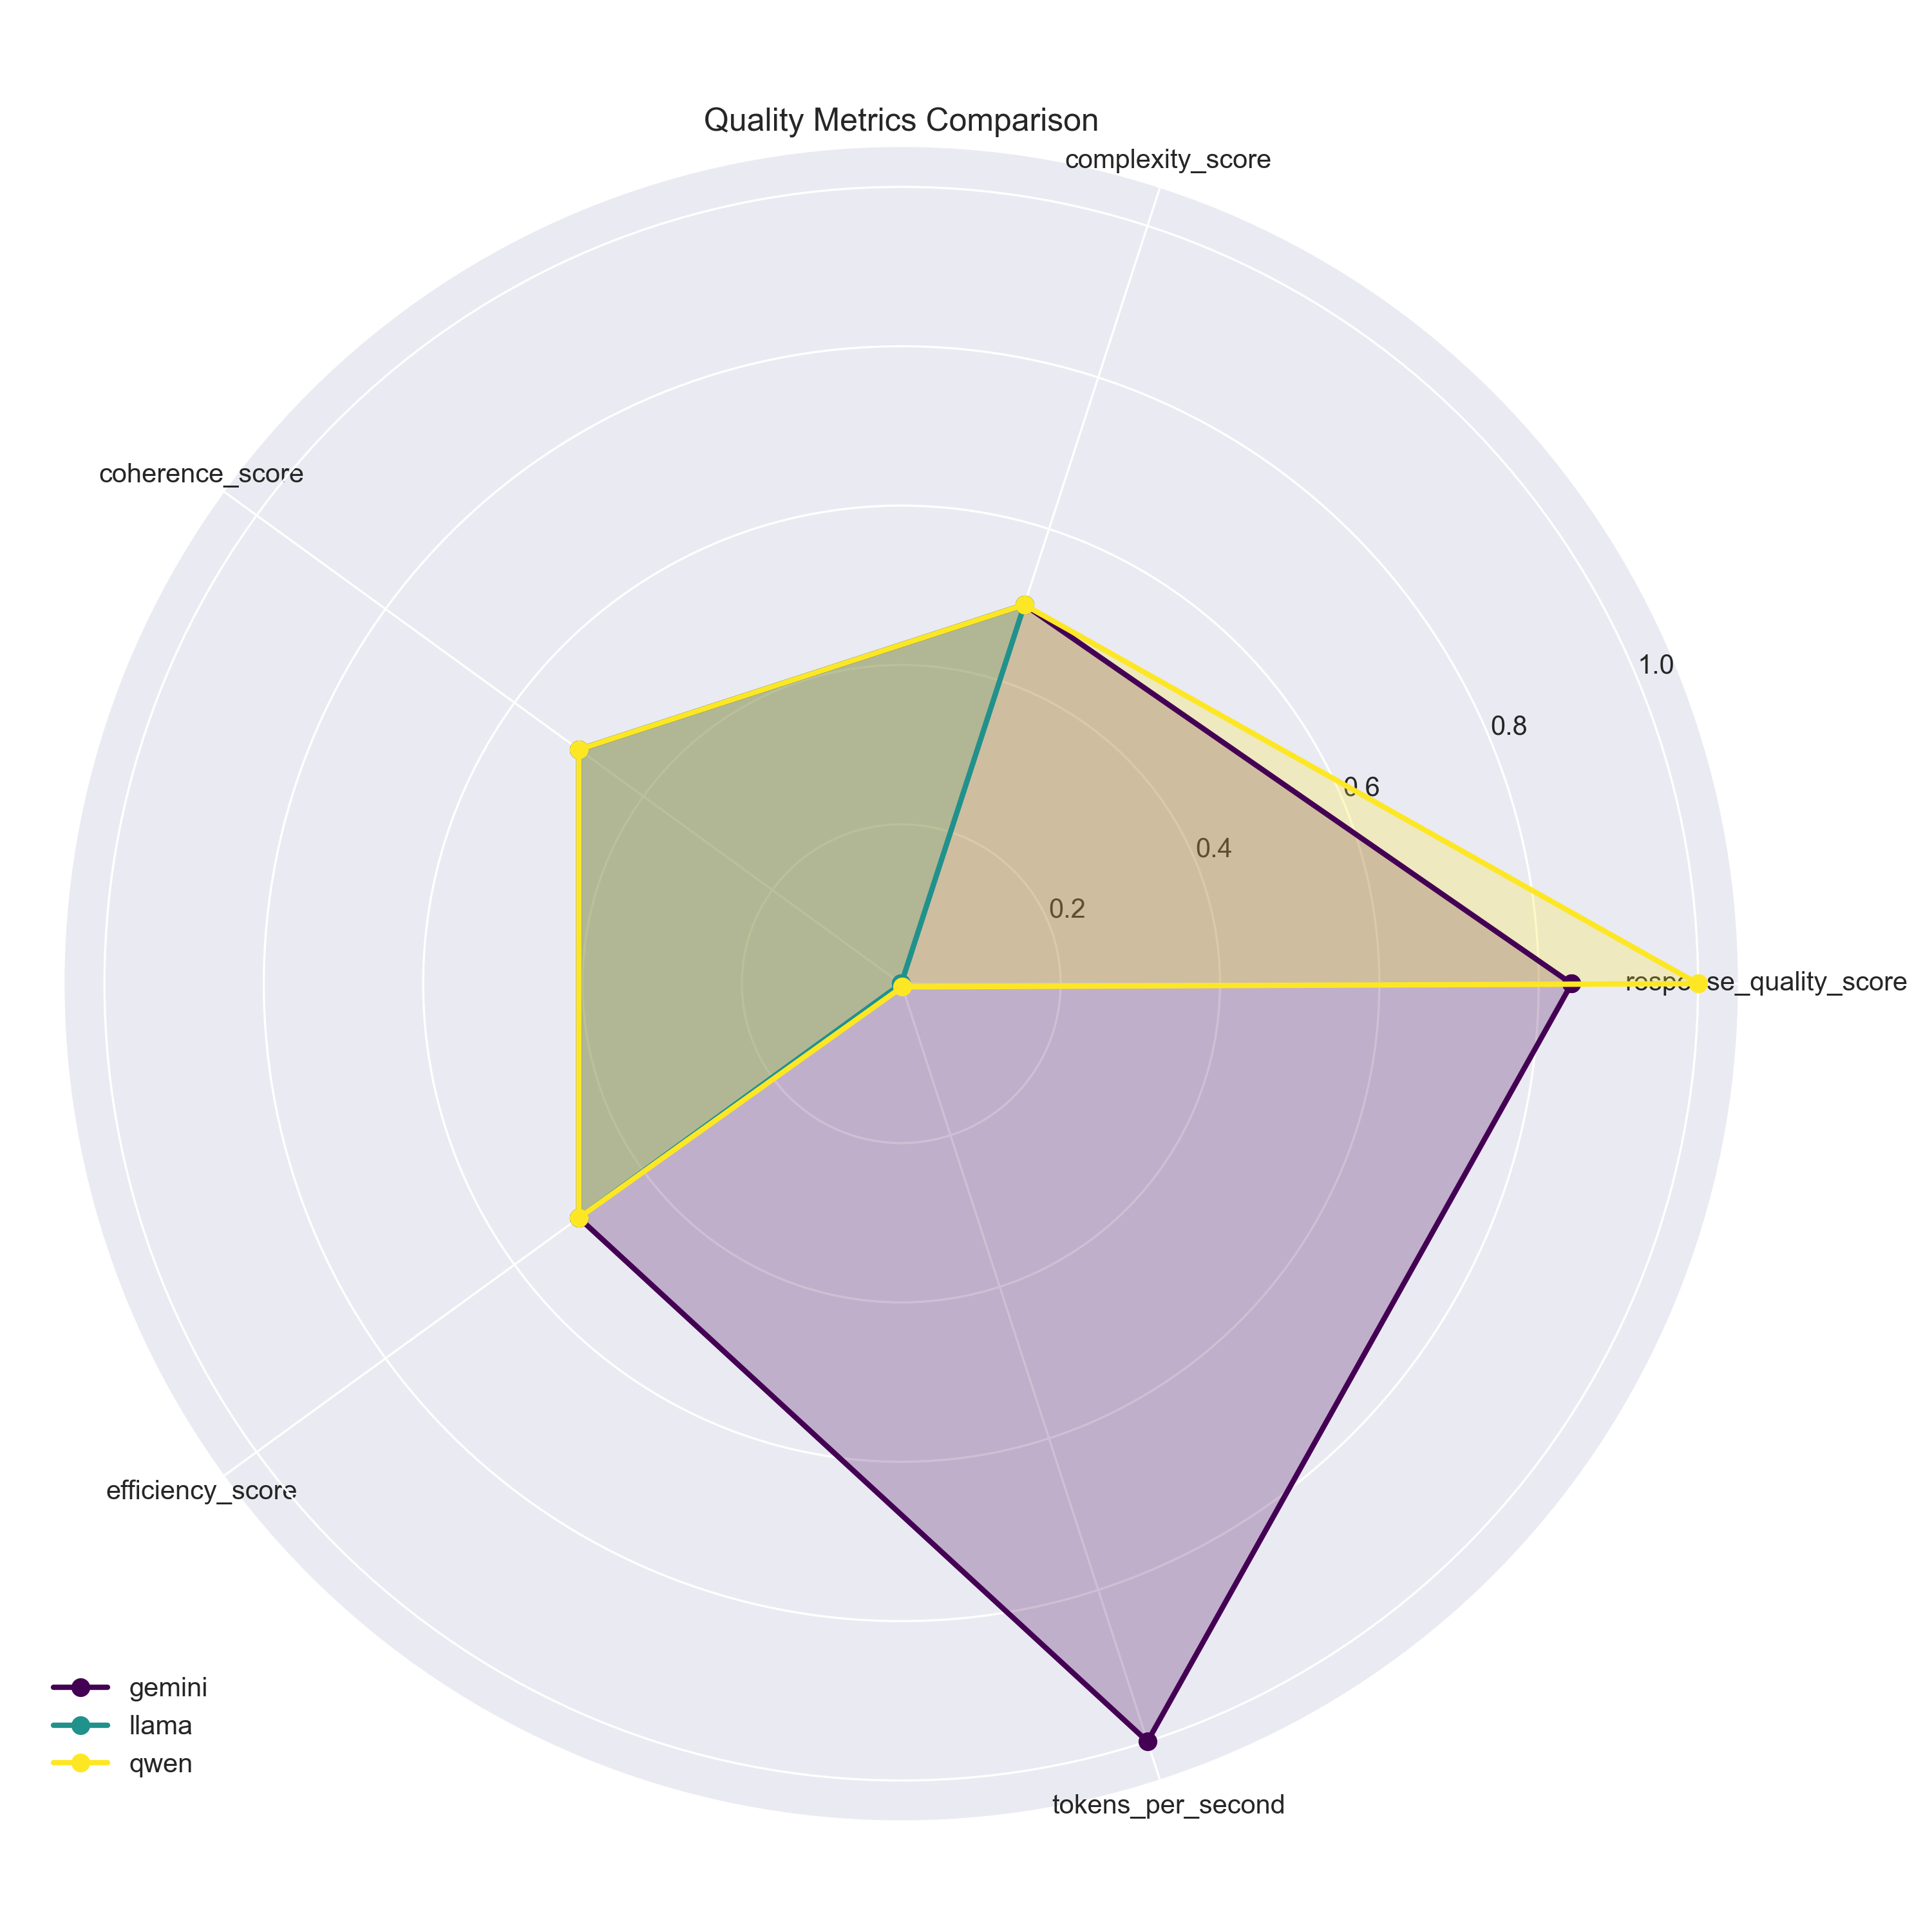 Quality Metrics Comparison
complexity_score
coherence_score
1.0
0.8
0.6
0.4
0.2
response_quality_score
efficiency_score
gemini
llama
qwen
tokens_per_second